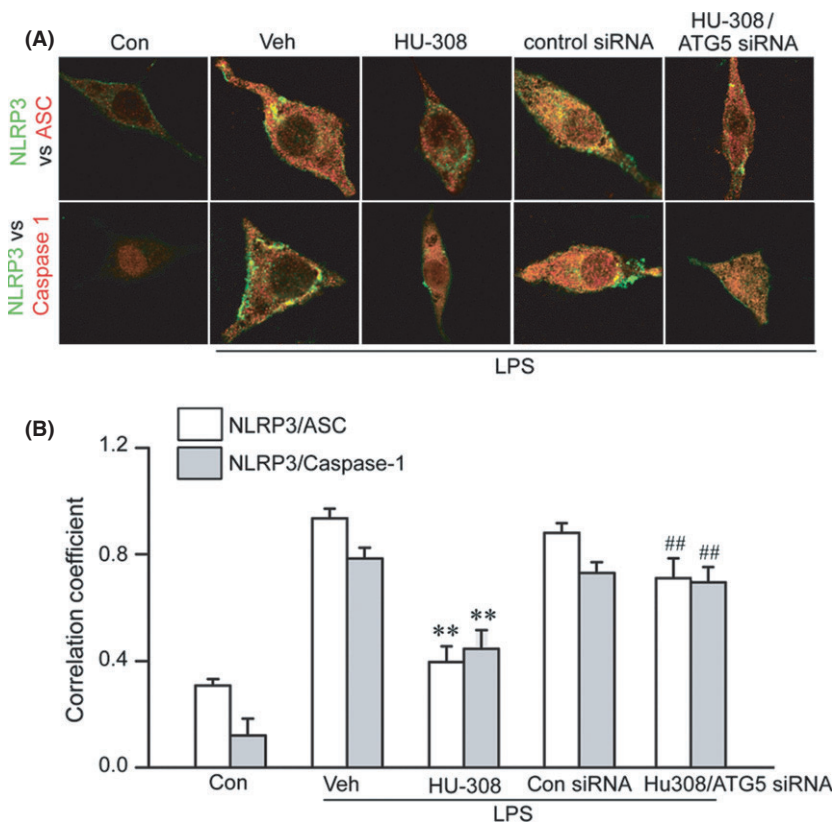 (A)
Con
Veh
HU-308
control siRNA
HU-308/
ATG5 siRNA
NLRP3
vs ASC
NLRP3 vs
Caspase 1
LPS
(B)
NLRP3/ASC
NLRP3/Caspase-1
Correlation coefficient
1.2
0.8
0.4
0.0
**
**
##
##
Con
Veh
HU-308
Con siRNA
Hu308/ATG5 siRNA
LPS